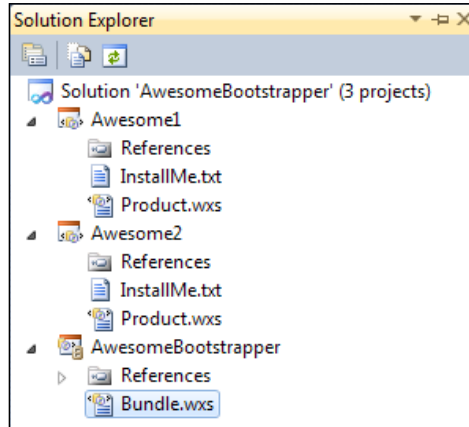 Solution Explorer
Solution 'AwesomeBootstrapper' (3 projects)
Awesome1
References
InstallMe.txt
Product.wxs
Awesome2
References
InstallMe.txt
Product.wxs
AwesomeBootstrapper
References
Bundle.wxs